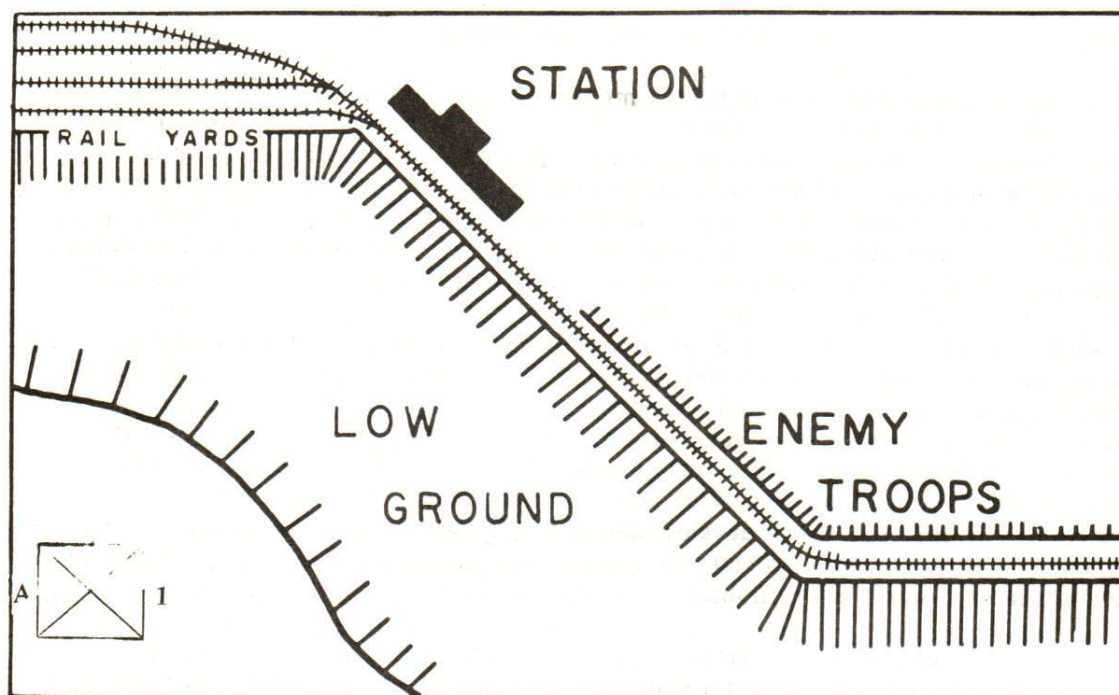 STATION
RAIL YARDS
LOW
GROUND
ENEMY
TROOPS
A
1